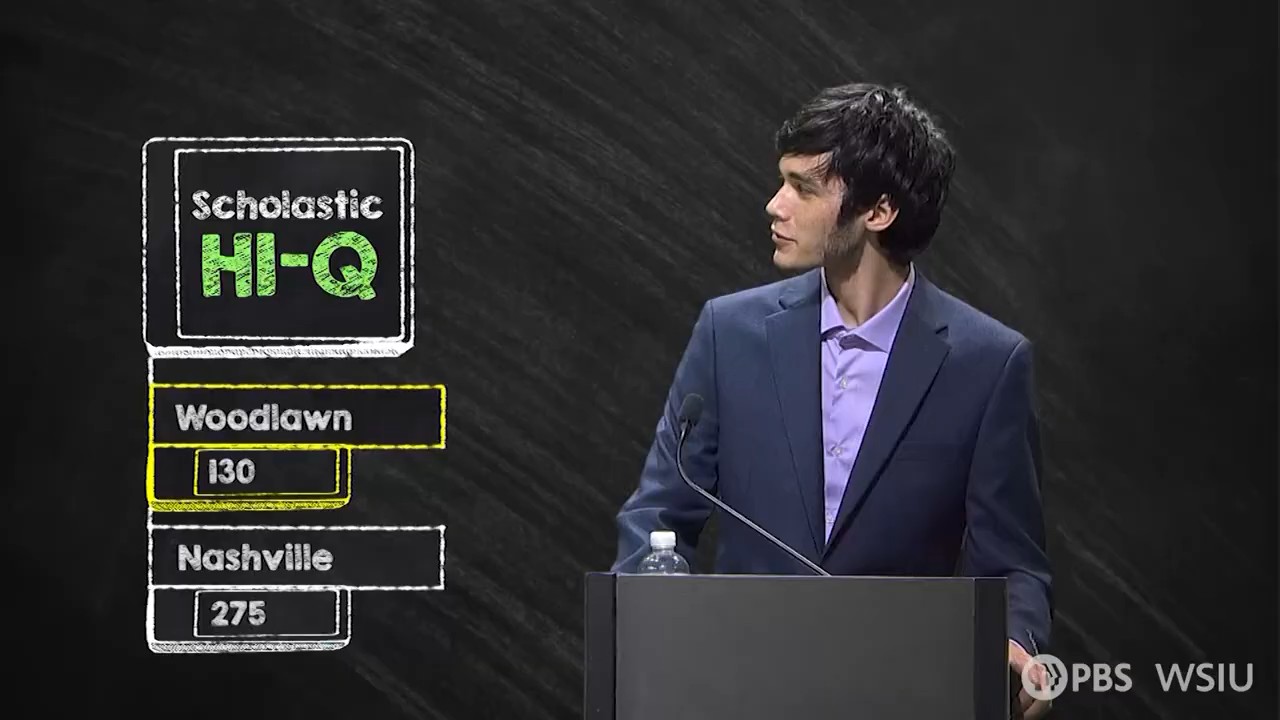 Scholastic
HI-Q
Woodlawn
130
Nashville
275
PBS WSIU